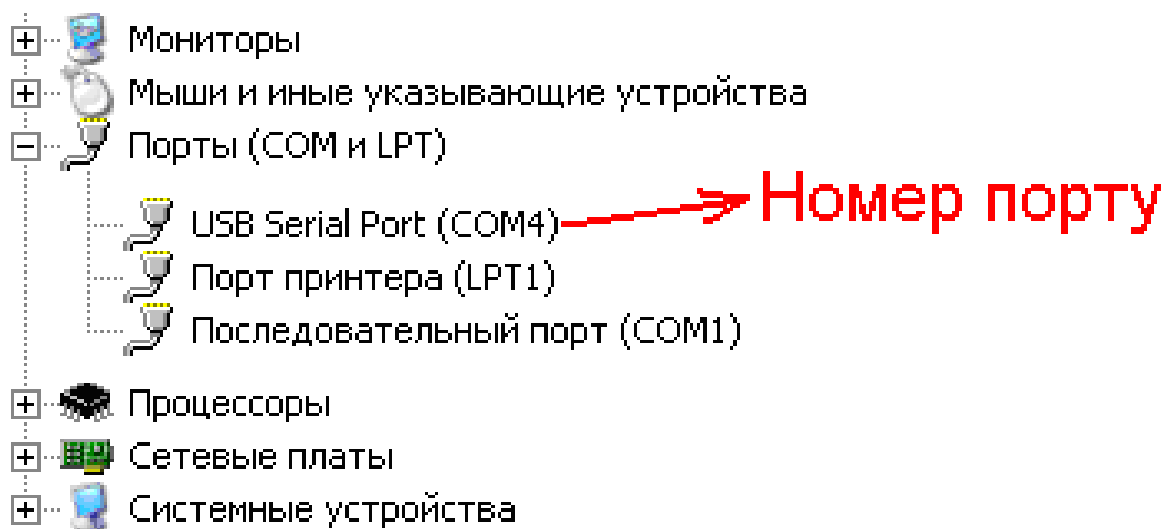 Мониторы
Мыши и иные указывающие устройства
Порты (COM и LPT)
USB Serial Port (COM4)
Номер порту
Порт принтера (LPT1)
Последовательный порт (COM1)
Процессоры
Сетевые платы
Системные устройства